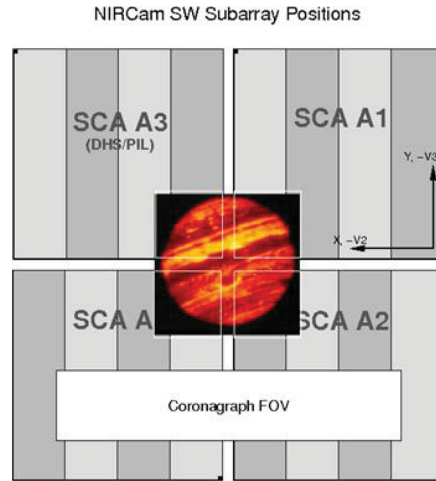 NIRCam SW Subarray Positions
SCA A3
(DHS/PIL)
SCA A1
Y, -V3
X, -V2
SCA A
SCA A2
Coronagraph FOV